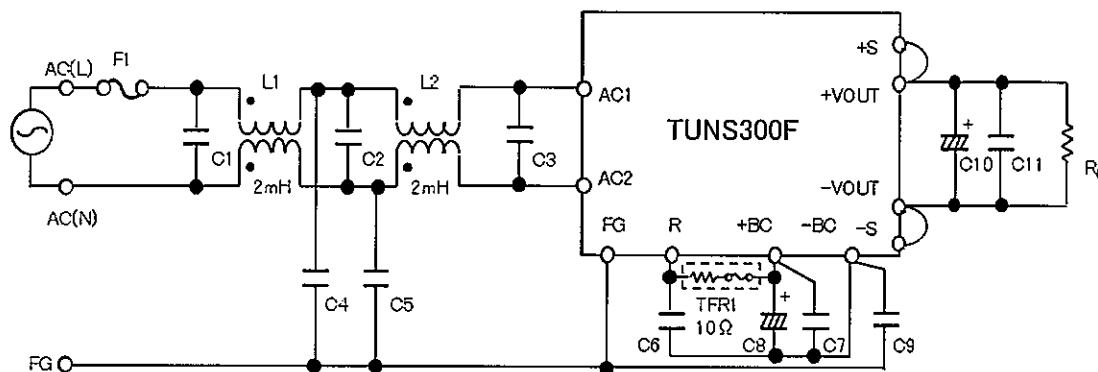 AC(L)
F1
L1
L2
C1
C2
C3
2mH
2mH
AC(N)
C4
C5
FG
AC1
AC2
TUNS300F
+S
+VOUT
-VOUT
-S
FG
R
+BC
-BC
TFR1
10Ω
+
C6
C8
C7
C9
+
C10
C11